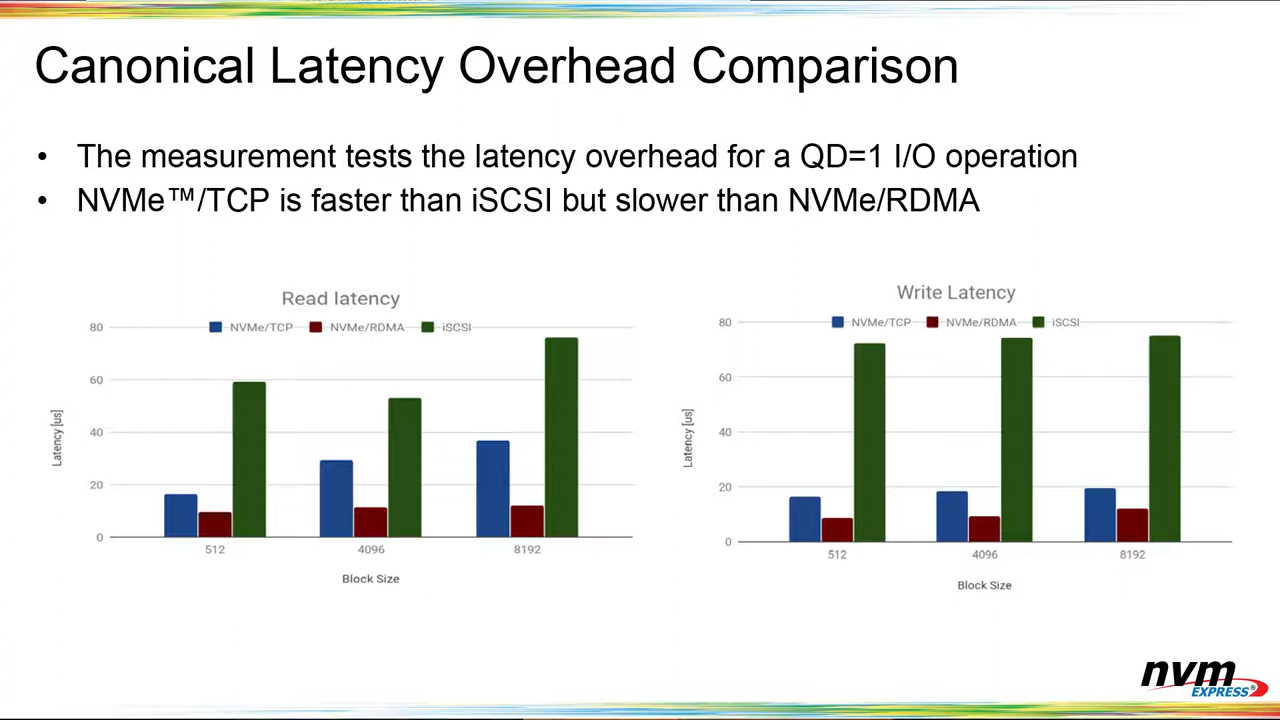 Canonical Latency Overhead Comparison
• The measurement tests the latency overhead for a QD=1 I/O operation
• NVMe™/TCP is faster than iSCSI but slower than NVMe/RDMA
Read latency
NVMe/TCP NVMe/RDMA iSCSI
80
60
40
20
0
Latency [us]
512 4096 8192
Block Size
Write Latency
NVMe/TCP NVMe/RDMA iSCSI
80
60
40
20
0
Latency [us]
512 4096 8192
Block Size
nvm
EXPRESS®